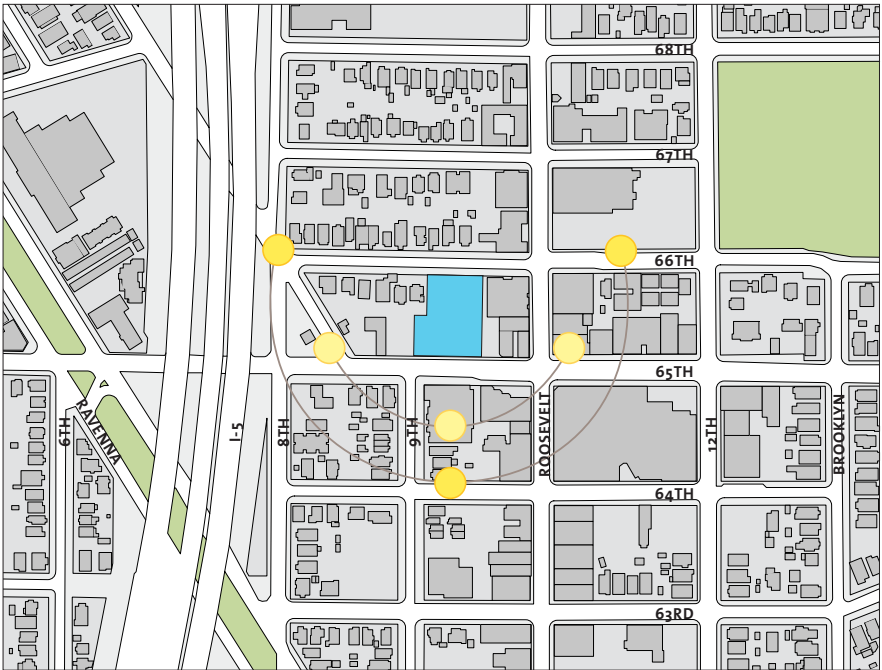 68TH
67TH
66TH
65TH
6TH
RAVENNA
I-5
8TH
9TH
ROOSEVELT
12TH
BROOKLYN
64TH
63RD